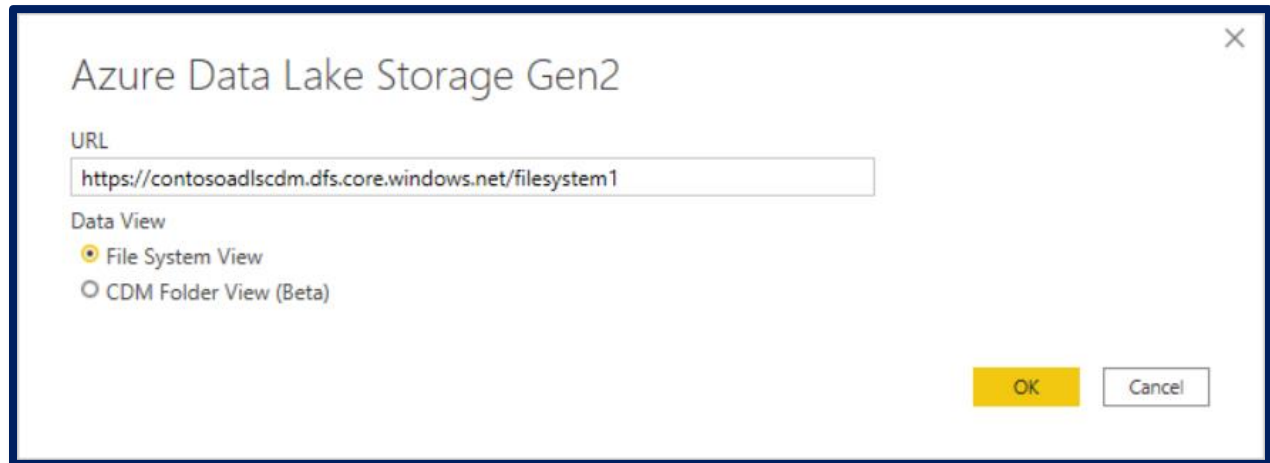 Azure Data Lake Storage Gen2
URL
https://contosoadlscdm.dfs.core.windows.net/filesystem1
Data View
File System View
CDM Folder View (Beta)
OK Cancel